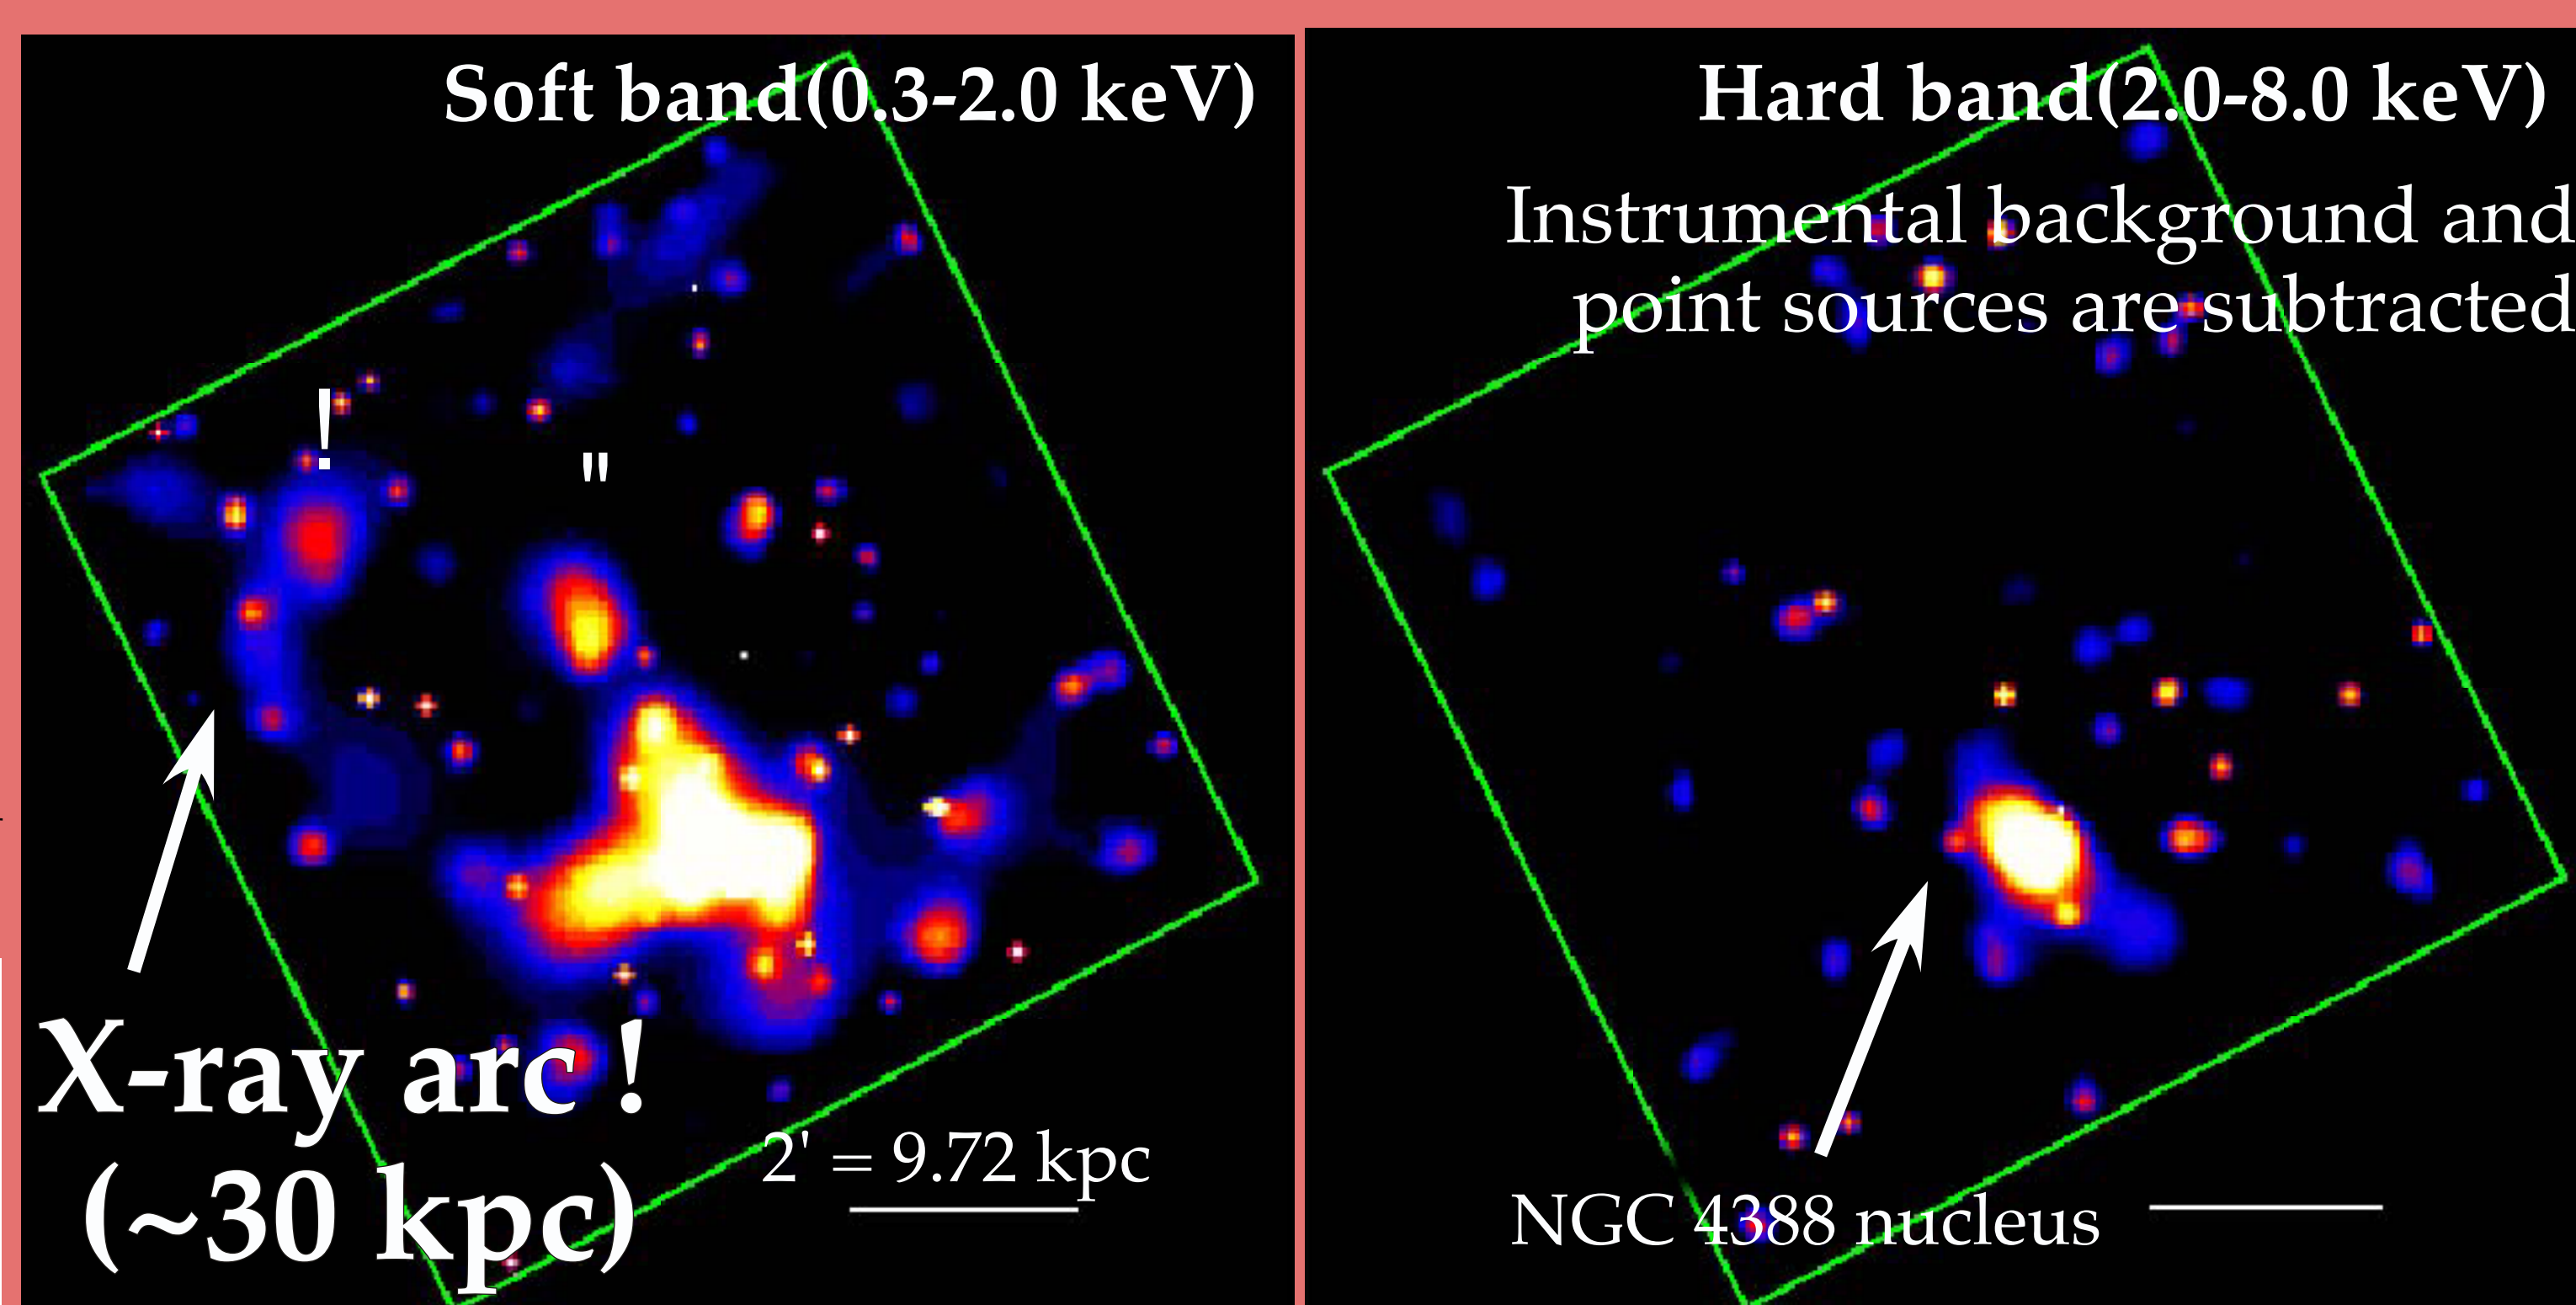 Soft band(0.3-2.0 keV)
!
"
X-ray arc !
(~30 kpc)
2' = 9.72 kpc
Hard band(2.0-8.0 keV)
Instrumental background and
point sources are subtracted
NGC 4388 nucleus